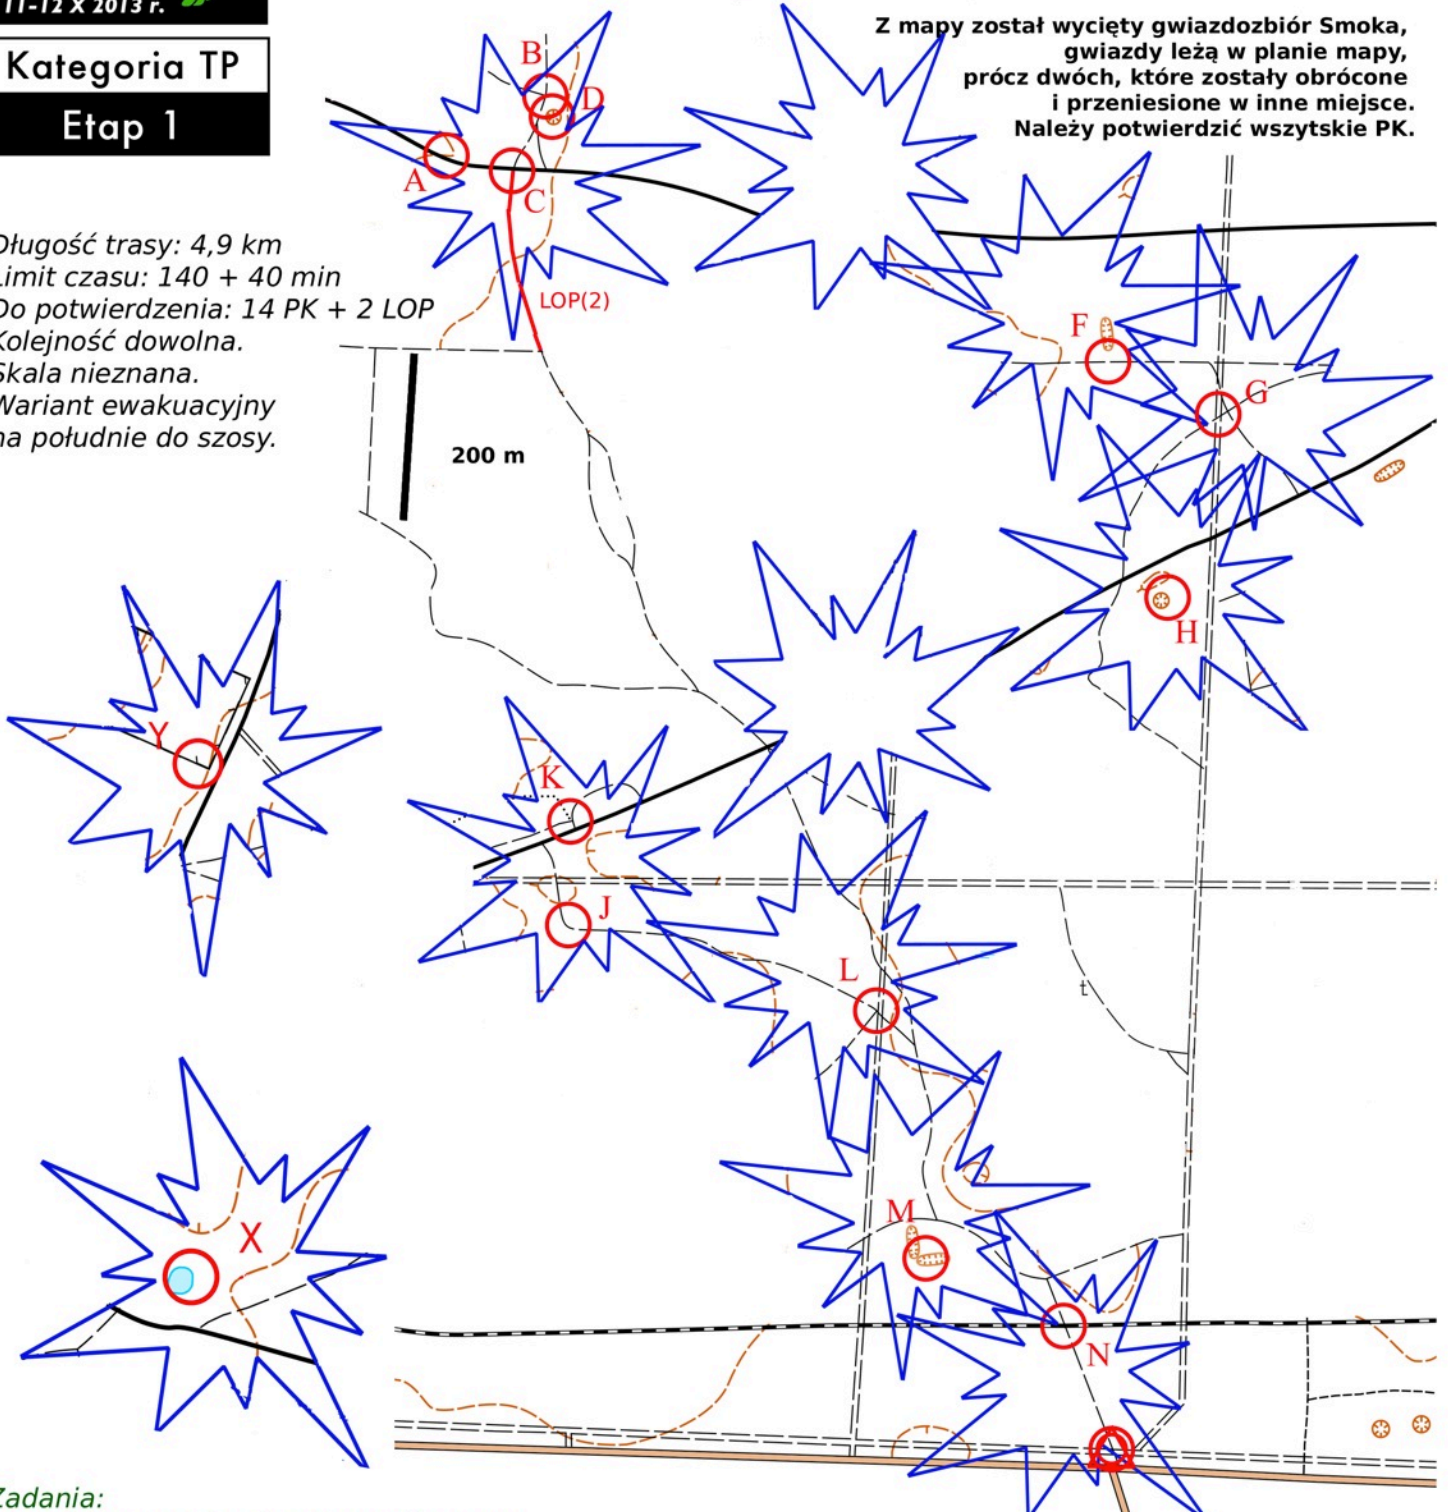 11-12 X 2013 r.
Kategoria TP
Etap 1
Z mapy został wycięty gwiazdozbiór Smoka,
gwiazdy leżą w planie mapy,
prócz dwóch, które zostały obrócone
i przeniesione w inne miejsce.
Należy potwierdzić wszytskie PK.
Długość trasy: 4,9 km
Limit czasu: 140 + 40 min
Do potwierdzenia: 14 PK + 2 LOP
Kolejność dowolna.
Skala nieznana.
Wariant ewakuacyjny
na południe do szosy.
B
D
A
C
LOP(2)
F
G
200 m
H
Y
K
J
L
t
X
M
N
Zadania: